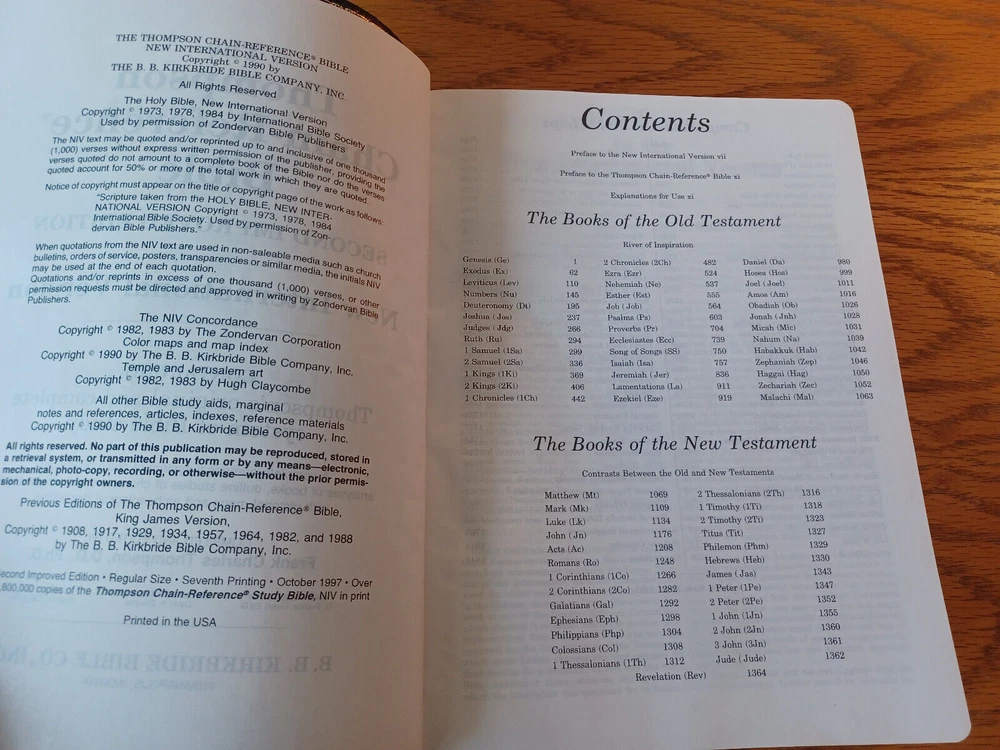 THE THOMPSON CHAIN-REFERENCE® BIBLE
NEW INTERNATIONAL VERSION
Copyright © 1990 by
THE B. B. KIRKBRIDE BIBLE COMPANY, INC.
All Rights Reserved
The Holy Bible, New International Version
Copyright © 1973, 1978, 1984 by International Bible Society
Used by permission of Zondervan Bible Publishers
The NIV text may be quoted and/or reprinted up to and inclusive of one thousand
(1,000) verses without express written permission of the publisher, providing the
verses quoted do not amount to a complete book of the Bible nor do the verses
quoted account for 50% or more of the total work in which they are quoted
Notice of copyright must appear on the title or copyright page of the work as follows:
"Scripture taken from the HOLY BIBLE, NEW INTER-
NATIONAL VERSION Copyright © 1973, 1978, 1984
International Bible Society. Used by permission of Zon-
dervan Bible Publishers."
When quotations from the NIV text are used in non-saleable media such as church
bulletins, orders of service, posters, transparencies or similar media, the initials NIV
may be used at the end of each quotation.
Quotations and/or reprints in excess of one thousand (1,000) verses, or other
permission requests must be directed and approved in writing by Zondervan Bible
Publishers.
The NIV Concordance
Copyright © 1982, 1983 by The Zondervan Corporation
Color maps and map index
Copyright © 1990 by The B. B. Kirkbride Bible Company, Inc.
Temple and Jerusalem art
Copyright © 1982, 1983 by Hugh Claycombe
All other Bible study aids, marginal
notes and references, articles, indexes, reference materials
Copyright © 1990 by The B. B. Kirkbride Bible Company, Inc.
All rights reserved. No part of this publication may be reproduced, stored in
a retrieval system, or transmitted in any form or by any means—electronic,
mechanical, photo-copy, recording, or otherwise—without the prior permis-
sion of the copyright owners.
Previous Editions of The Thompson Chain-Reference® Bible,
King James Version,
Copyright © 1908, 1917, 1929, 1934, 1957, 1964, 1982, and 1988
by The B. B. Kirkbride Bible Company, Inc.
Second Improved Edition • Regular Size • Seventh Printing • October 1997 • Over
,800,000 copies of the Thompson Chain-Reference® Study Bible, NIV in print
Printed in the USA
Contents
Preface to the New International Version vii
Preface to the Thompson Chain-Reference® Bible xi
Explanations for Use xi
The Books of the Old Testament
River of Inspiration
Genesis (Ge) 1
Exodus (Ex) 62
Leviticus (Lev) 110
Numbers (Nu) 145
Deuteronomy (Dt) 195
Joshua (Jos) 237
Judges (Jdg) 266
Ruth (Ru) 294
1 Samuel (1Sa) 299
2 Samuel (2Sa) 336
1 Kings (1Ki) 369
2 Kings (2Ki) 406
1 Chronicles (1Ch) 442
2 Chronicles (2Ch) 482
Ezra (Ezr) 524
Nehemiah (Ne) 537
Esther (Est) 555
Job (Job) 564
Psalms (Ps) 603
Proverbs (Pr) 704
Ecclesiastes (Ecc) 739
Song of Songs (SS) 750
Isaiah (Isa) 757
Jeremiah (Jer) 836
Lamentations (La) 911
Ezekiel (Eze) 919
Daniel (Da) 980
Hosea (Hos) 999
Joel (Joel) 1011
Amos (Am) 1016
Obadiah (Ob) 1026
Jonah (Jnh) 1028
Micah (Mic) 1031
Nahum (Na) 1039
Habakkuk (Hab) 1042
Zephaniah (Zep) 1046
Haggai (Hag) 1050
Zechariah (Zec) 1052
Malachi (Mal) 1063
The Books of the New Testament
Contrasts Between the Old and New Testaments
Matthew (Mt) 1069
Mark (Mk) 1109
Luke (Lk) 1134
John (Jn) 1176
Acts (Ac) 1208
Romans (Ro) 1248
1 Corinthians (1Co) 1266
2 Corinthians (2Co) 1282
Galatians (Gal) 1292
Ephesians (Eph) 1298
Philippians (Php) 1304
Colossians (Col) 1308
1 Thessalonians (1Th) 1312
2 Thessalonians (2Th) 1316
1 Timothy (1Ti) 1318
2 Timothy (2Ti) 1323
Titus (Tit) 1327
Philemon (Phm) 1329
Hebrews (Heb) 1330
James (Jas) 1343
1 Peter (1Pe) 1347
2 Peter (2Pe) 1352
1 John (1Jn) 1355
2 John (2Jn) 1360
3 John (3Jn) 1361
Jude (Jude) 1362
Revelation (Rev) 1364